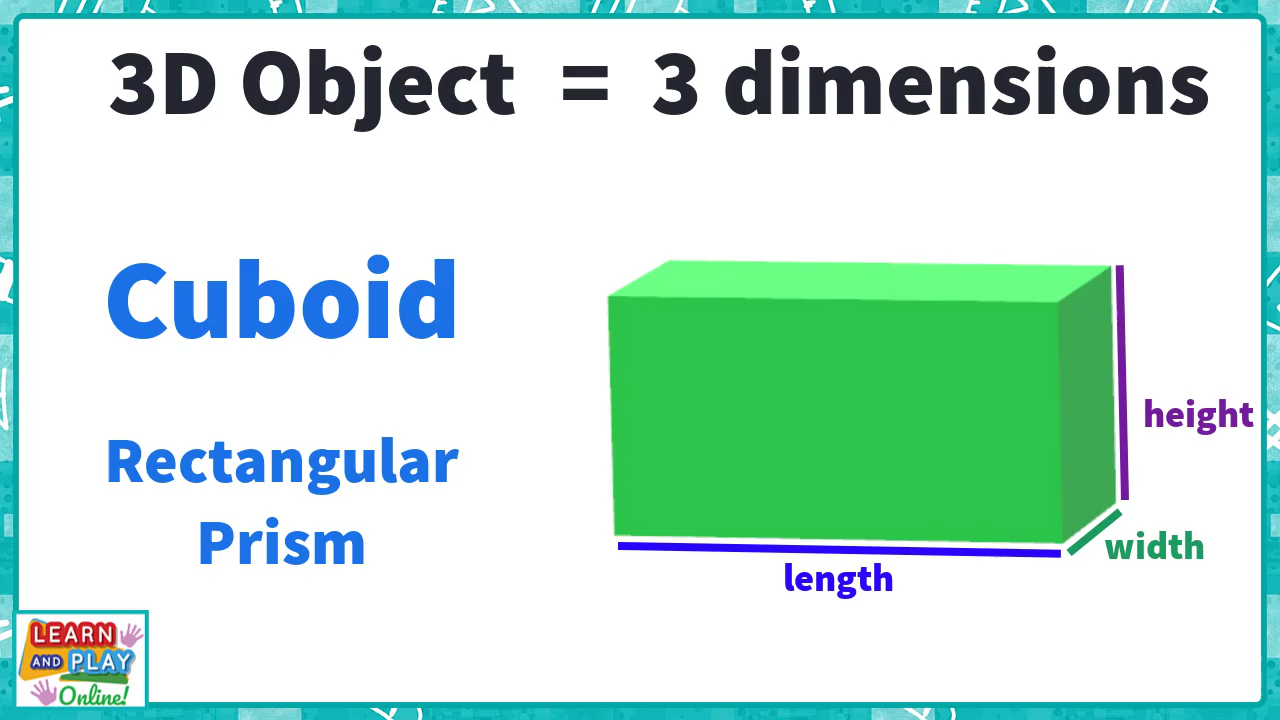 3D Object = 3 dimensions
Cuboid
Rectangular
Prism
height
width
length
LEARN
AND PLAY
Online!